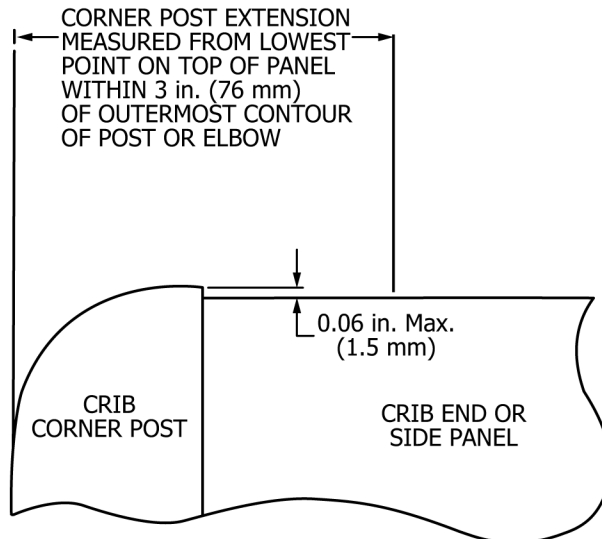 CORNER POST EXTENSION
MEASURED FROM LOWEST
POINT ON TOP OF PANEL
WITHIN 3 in. (76 mm)
OF OUTERMOST CONTOUR
OF POST OR ELBOW
0.06 in. Max.
(1.5 mm)
CRIB
CORNER POST
CRIB END OR
SIDE PANEL